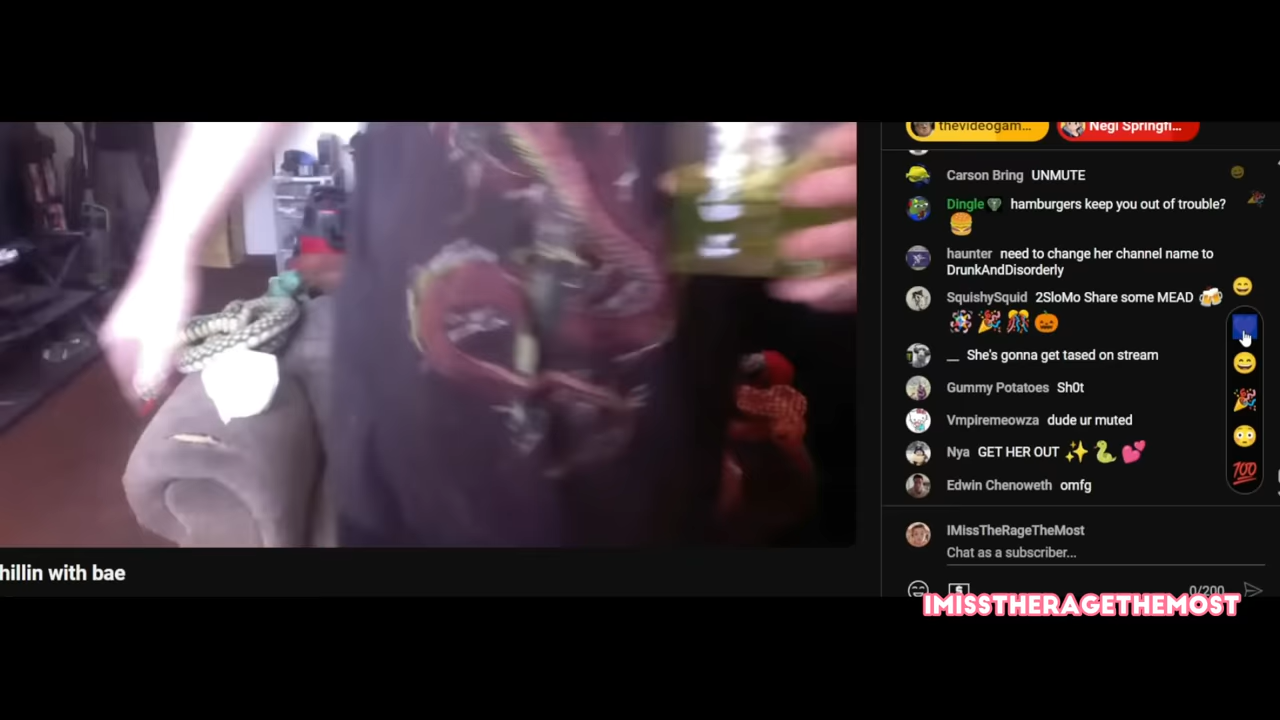 thevideogam...
Negi Springfi...
Carson Bring UNMUTE
Dingle hamburgers keep you out of trouble?
haunter need to change her channel name to
DrunkAndDisorderly
SquishySquid 2SloMo Share some MEAD
__ She's gonna get tased on stream
Gummy Potatoes Sh0t
Vmpiremeowza dude ur muted
Nya GET HER OUT
100
Edwin Chenoweth omfg
IMissTheRageTheMost
Chat as a subscriber...
hillin with bae
0/200
IMISSTHERAGETHEMOST